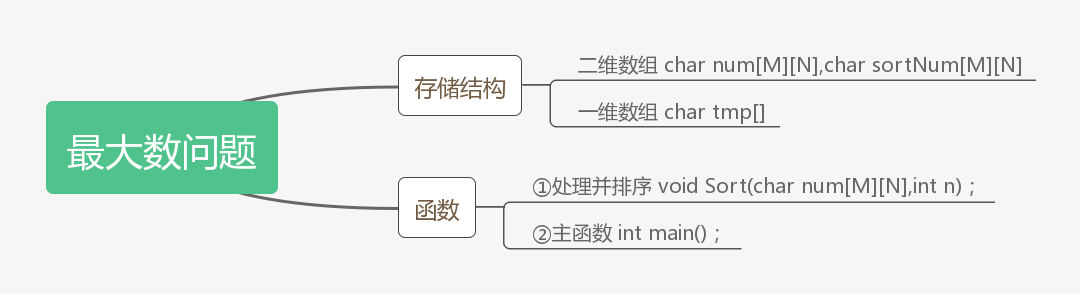 最大数问题
存储结构
二维数组 char num[M][N],char sortNum[M][N]
一维数组 char tmp[]
函数
①处理并排序 void Sort(char num[M][N],int n)；
②主函数 int main()；